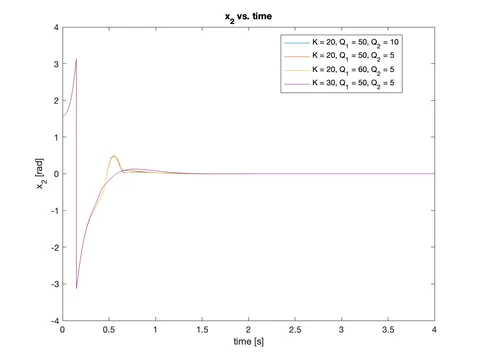 x2 vs. time
K = 20, Q1 = 50, Q2 = 10
K = 20, Q1 = 50, Q2 = 5
K = 20, Q1 = 60, Q2 = 5
K = 30, Q1 = 50, Q2 = 5
4
3
2
1
0
-1
-2
-3
-4
x2 [rad]
0 0.5 1 1.5 2 2.5 3 3.5 4
time [s]